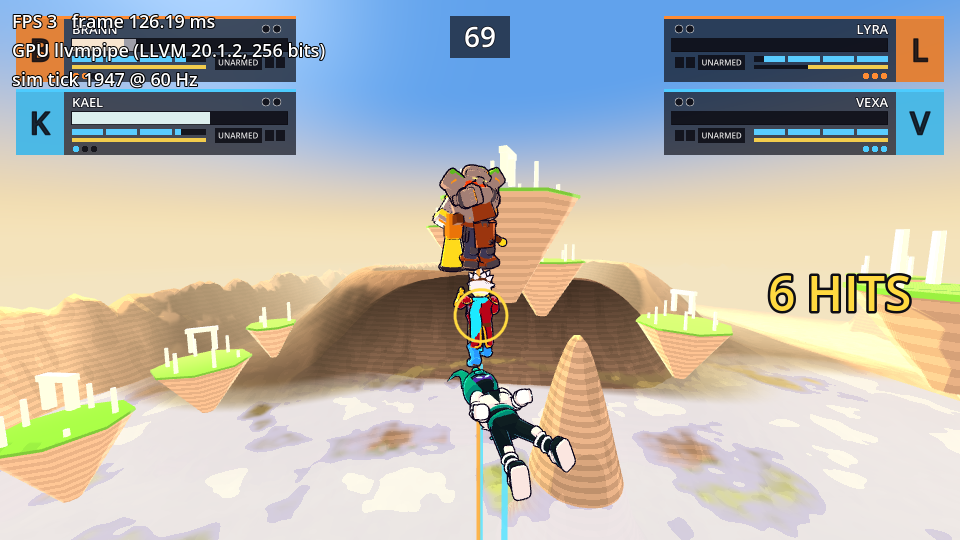 FPS 3 frame 126.19 ms
GPU llvmpipe (LLVM 20.1.2, 256 bits)
sim tick 1947 @ 60 Hz
BRANN
UNARMED
K
KAEL
UNARMED
69
LYRA
UNARMED
L
VEXA
UNARMED
V
6 HITS